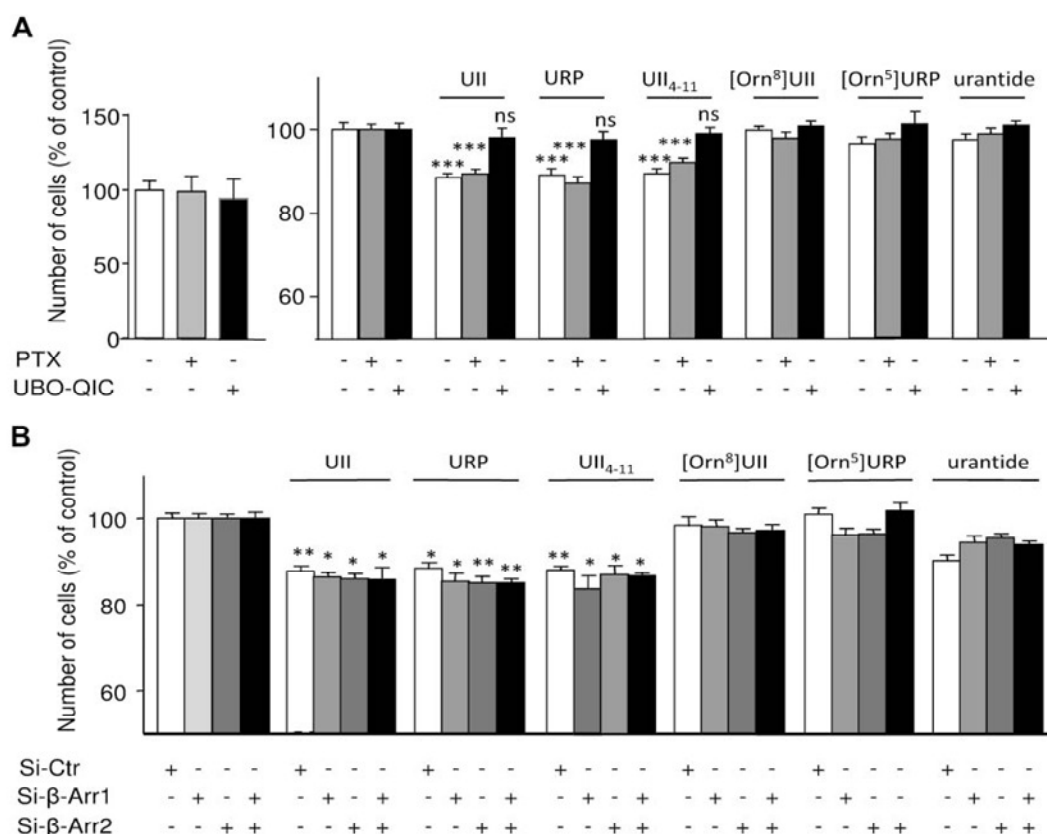 A
UII URP UII4-11 [Orn8]UII [Orn5]URP urantide
Number of cells (% of control)
150
100
50
0
100
80
60
ns ns ns
*** *** *** *** *** ***
PTX - + - - + - - + - - + - - + - - + - - + - - + -
UBO-QIC - - + - - + - - + - - + - - + - - + - - + - - +
B
UII URP UII4-11 [Orn8]UII [Orn5]URP urantide
Number of cells (% of control)
100
80
60
** * * * * * ** ** ** * * *
Si-Ctr + - - - + - - - + - - - + - - - + - - - + - - - + - - -
Si-β-Arr1 - + - + - + - + - + - + - + - + - + - + - + - + - + - +
Si-β-Arr2 - - + + - - + + - - + + - - + + - - + + - - + + - - + +